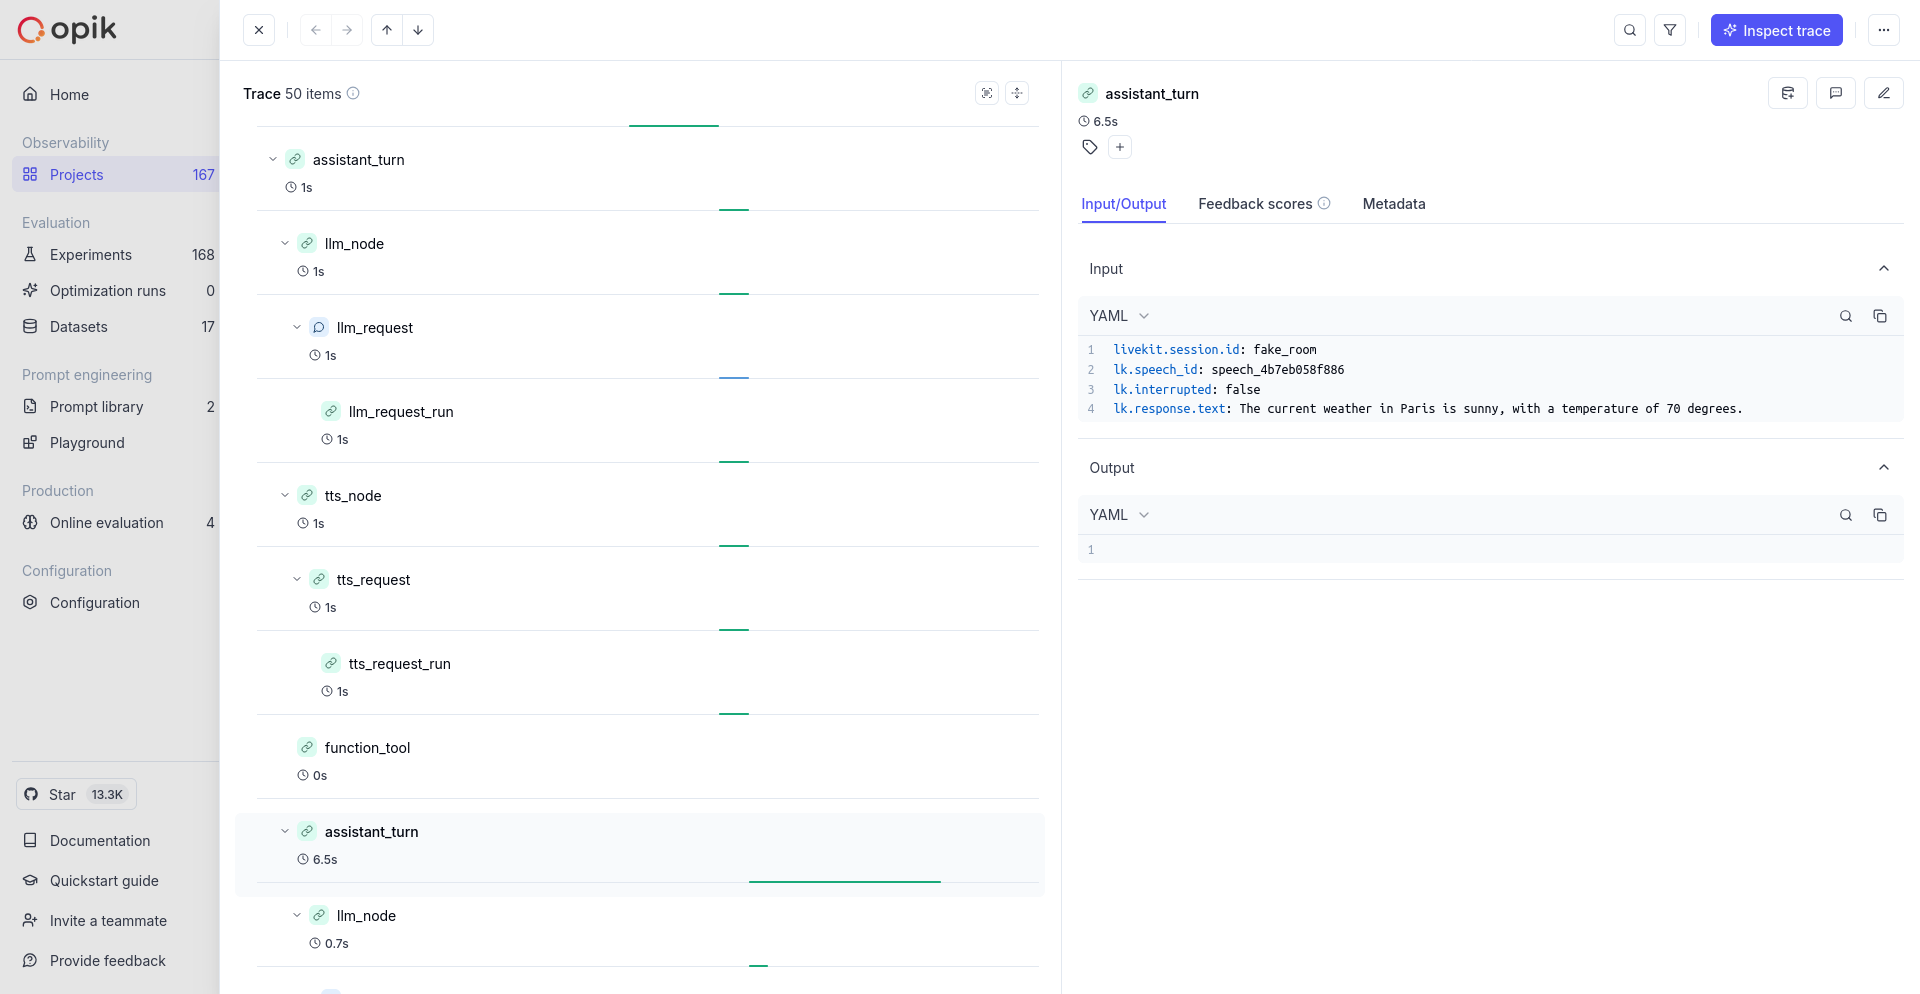 opik
Home
Observability
Projects 167
Evaluation
Experiments 168
Optimization runs 0
Datasets 17
Prompt engineering
Prompt library 2
Playground
Production
Online evaluation 4
Configuration
Configuration
Star 13.3K
Documentation
Quickstart guide
Invite a teammate
Provide feedback
Inspect trace
Trace 50 items
assistant_turn
1s
llm_node
1s
llm_request
1s
llm_request_run
1s
tts_node
1s
tts_request
1s
tts_request_run
1s
function_tool
0s
assistant_turn
6.5s
llm_node
0.7s
assistant_turn
6.5s
Input/Output Feedback scores Metadata
Input
YAML
1 livekit.session.id: fake_room
2 lk.speech_id: speech_4b7eb058f886
3 lk.interrupted: false
4 lk.response.text: The current weather in Paris is sunny, with a temperature of 70 degrees.
Output
YAML
1